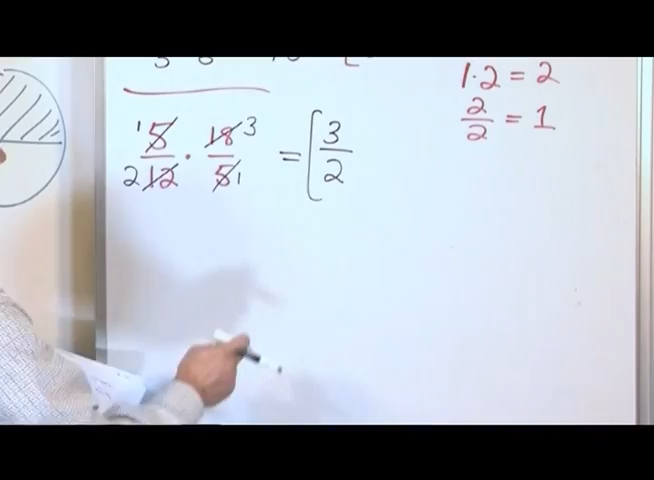 1 5/2 12 · 18 3/5 1 = [3/2
1·2 = 2
2/2 = 1